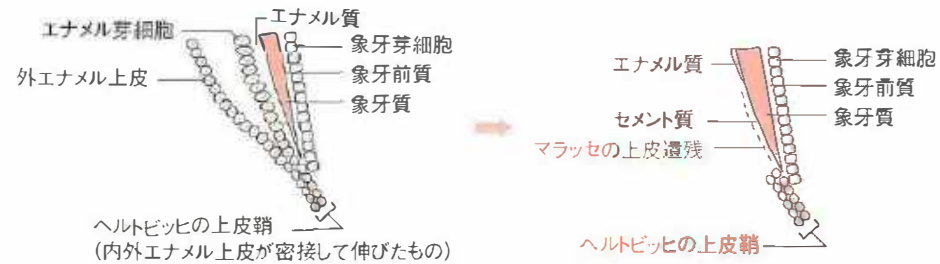 エナメル質
エナメル芽細胞
象牙芽細胞
外エナメル上皮
象牙前質
象牙質
ヘルトビッヒの上皮鞘
(内外エナメル上皮が密接して伸びたもの)
エナメル質
象牙芽細胞
象牙前質
セメント質
象牙質
マラッセの上皮遺残
ヘルトビッヒの上皮鞘